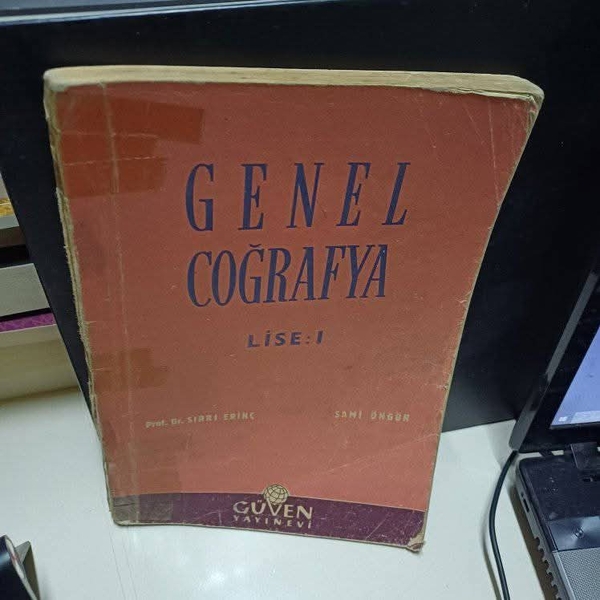 GENEL
COĞRAFYA
LİSE: I
Prof. Dr. SIRRI ERİNÇ
SAMİ ÖNGÖR
GÜVEN
YAYINEVİ